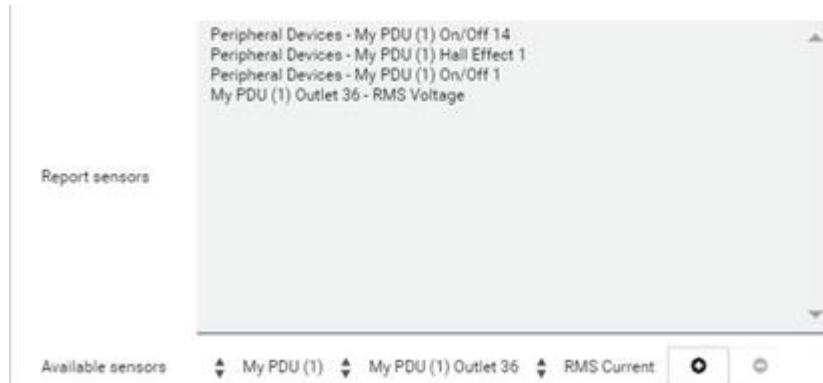 Peripheral Devices - My PDU (1) On/Off 14
Peripheral Devices - My PDU (1) Hall Effect 1
Peripheral Devices - My PDU (1) On/Off 1
My PDU (1) Outlet 36 - RMS Voltage
Report sensors
Available sensors My PDU (1) My PDU (1) Outlet 36 RMS Current